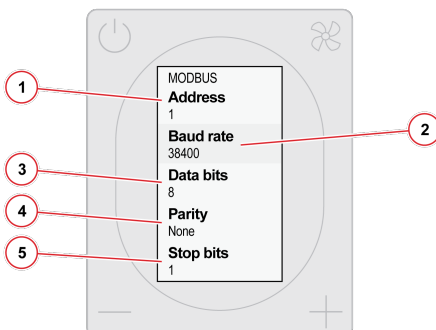 MODBUS
1
Address
1
Baud rate
2
38400
3
Data bits
8
4
Parity
None
5
Stop bits
1